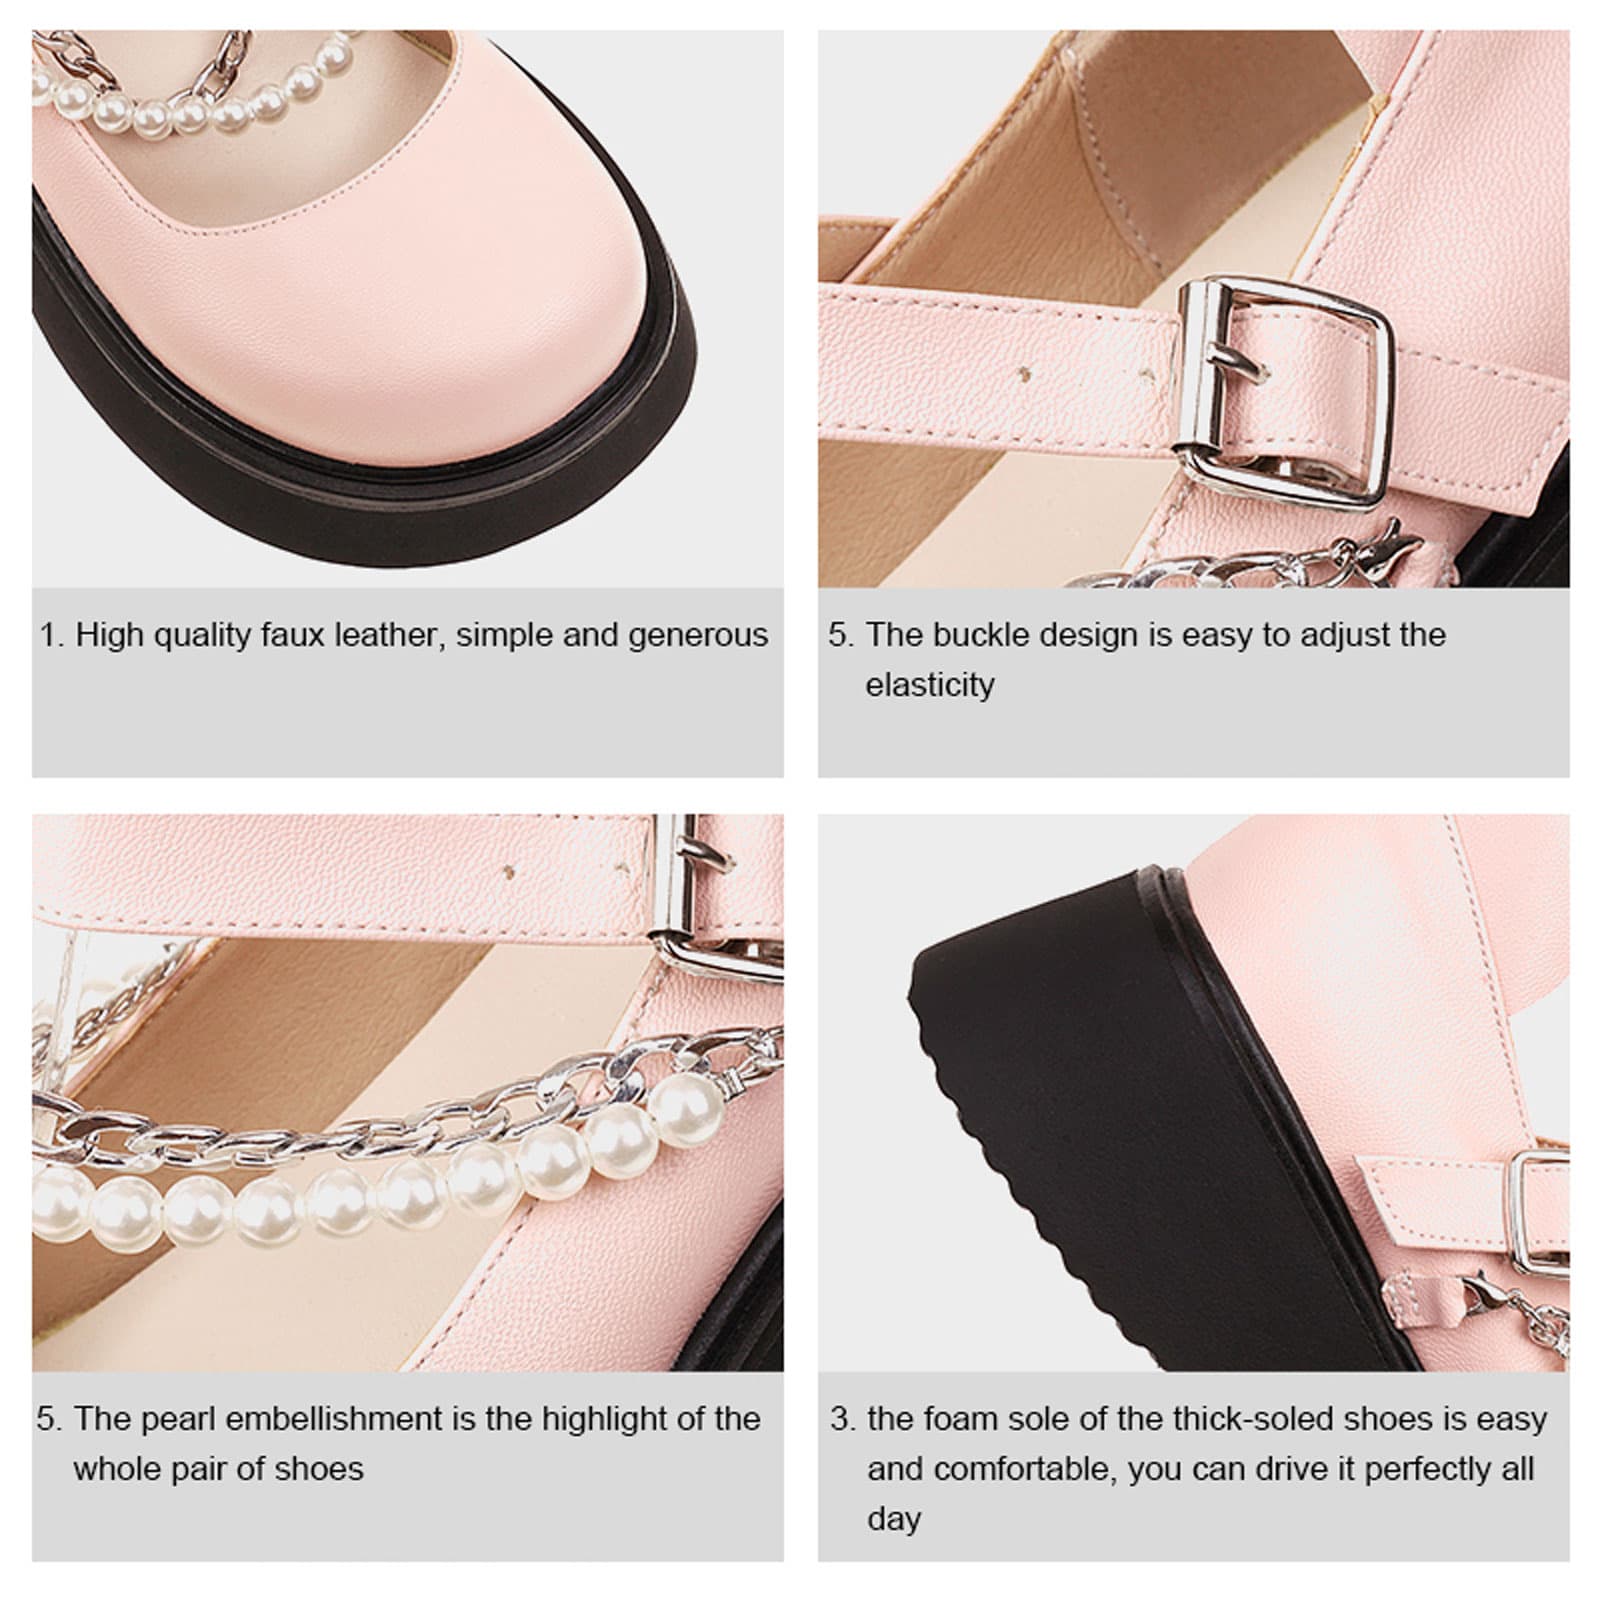 1. High quality faux leather, simple and generous
5. The buckle design is easy to adjust the
elasticity
5. The pearl embellishment is the highlight of the
whole pair of shoes
3. the foam sole of the thick-soled shoes is easy
and comfortable, you can drive it perfectly all
day